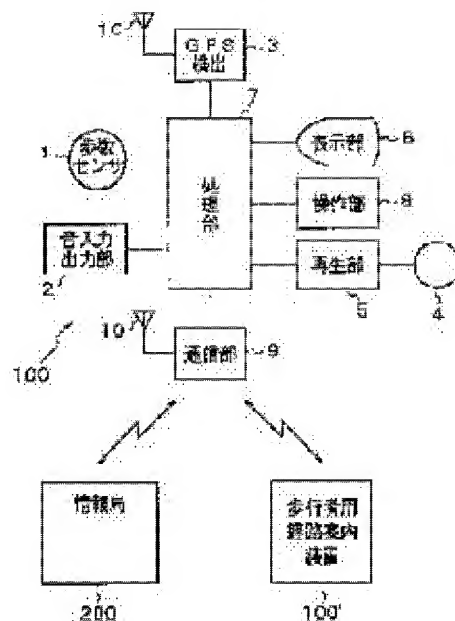 10
GPS
検出
3
7
1
歩数
センサ
処理部
表示部
6
操作部
8
音入力
出力部
2
再生部
5
4
100
10
通信部
9
情報局
200
歩行者用
経路案内
装置
100'